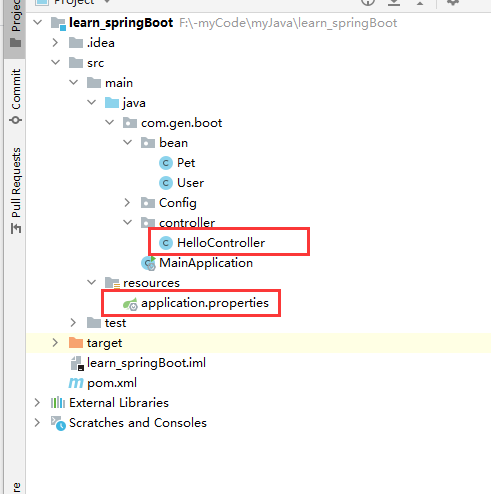 Project
learn_springBoot F:\-myCode\myJava\learn_springBoot
.idea
src
main
java
com.gen.boot
bean
Pet
User
Config
controller
HelloController
MainApplication
resources
application.properties
test
target
learn_springBoot.iml
pom.xml
External Libraries
Scratches and Consoles
Commit
Pull Requests